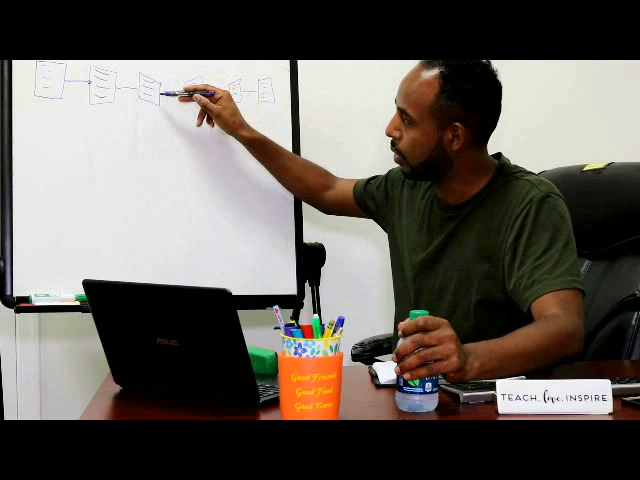 ASUS
Good Friends
Good Food
Good Times
TEACH. love. INSPIRE